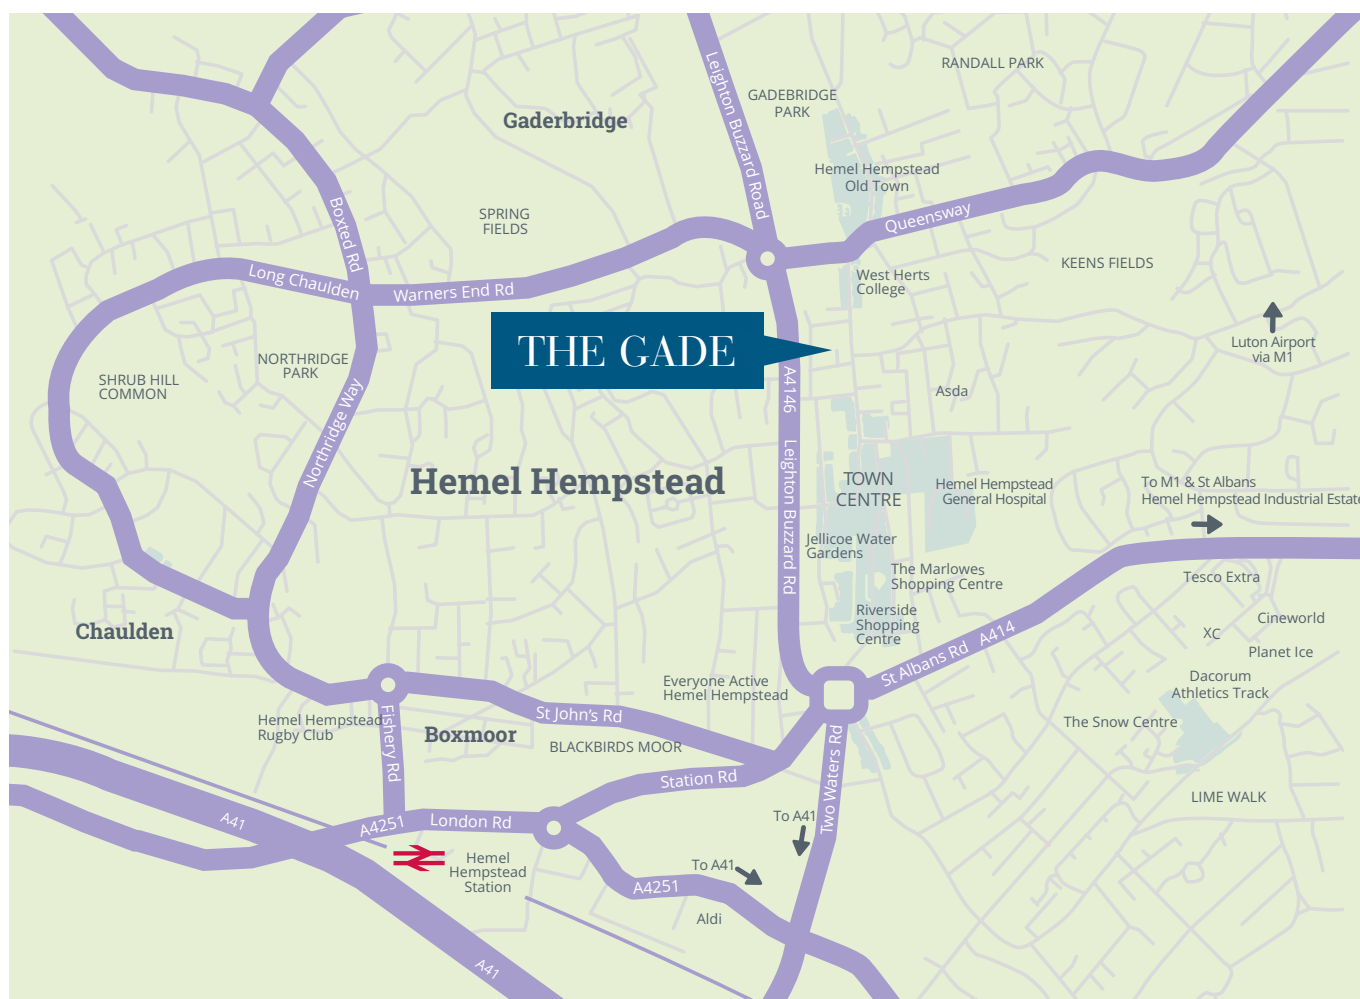 RANDALL PARK
GADEBRIDGE
PARK
Gaderbridge
Leighton Buzzard Road
Hemel Hempstead
Old Town
SPRING
FIELDS
Boxted Rd
Queensway
KEENS FIELDS
Long Chaulden
Warners End Rd
West Herts
College
Luton Airport
via M1
THE GADE
NORTHRIDGE
PARK
SHRUB HILL
COMMON
A4146
Asda
Northridge Way
Hemel Hempstead
Leighton Buzzard Rd
TOWN
CENTRE
Hemel Hempstead
General Hospital
To M1 & St Albans
Hemel Hempstead Industrial Estate
Jellicoe Water
Gardens
The Marlowes
Shopping Centre
Tesco Extra
Riverside
Shopping
Centre
Cineworld
XC
Planet Ice
Chaulden
St Albans Rd A414
Everyone Active
Hemel Hempstead
Dacorum
Athletics Track
The Snow Centre
Hemel Hempstead
Rugby Club
Fishery Rd
Boxmoor
St John's Rd
BLACKBIRDS MOOR
Station Rd
Two Waters Rd
LIME WALK
A41
A4251
London Rd
To A41
Hemel
Hempstead
Station
To A41
A4251
Aldi
A41